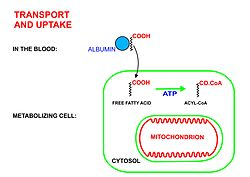 TRANSPORT
AND UPTAKE
COOH
IN THE BLOOD:
ALBUMIN
COOH
CO.CoA
ATP
FREE FATTY ACID
ACYL-CoA
METABOLIZING CELL:
MITOCHONDRION
CYTOSOL